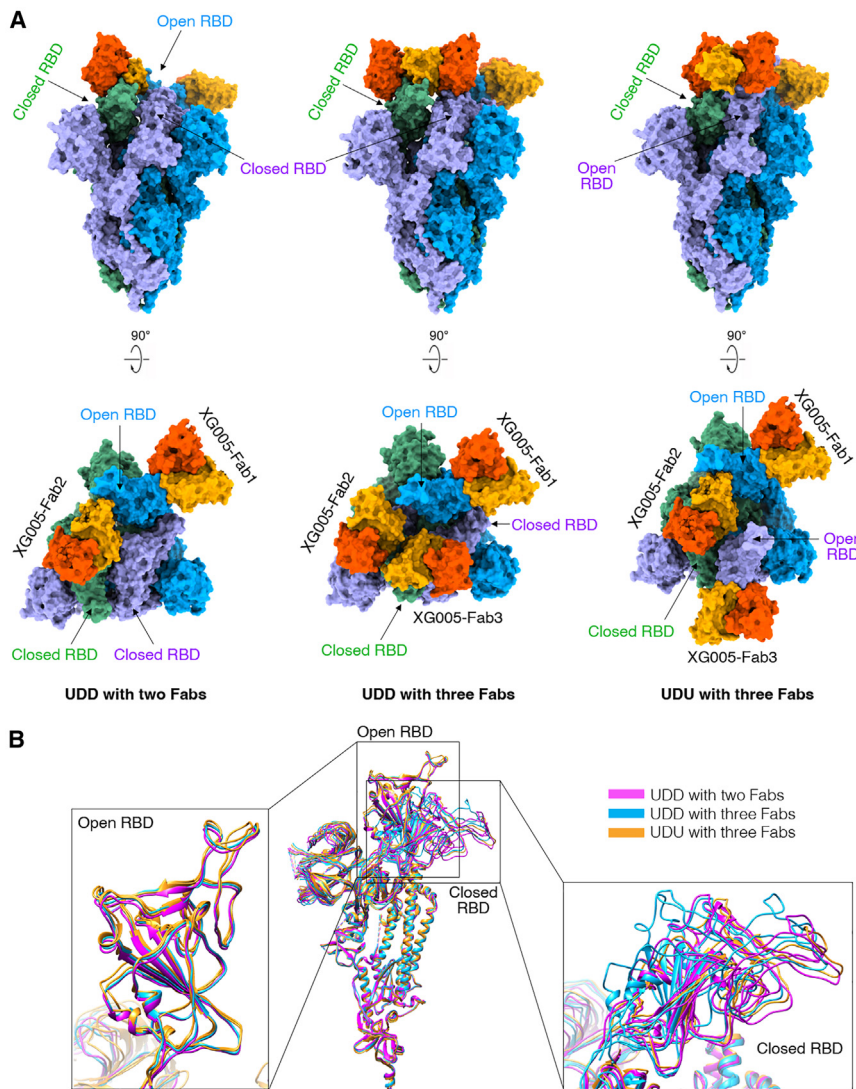 A
Open RBD
Closed RBD
Closed RBD
Closed RBD
Closed RBD
Open
RBD
90°
90°
90°
Open RBD
XG005-Fab1
XG005-Fab2
Closed RBD
Closed RBD
UDD with two Fabs
Open RBD
XG005-Fab1
XG005-Fab2
Closed RBD
Closed RBD
XG005-Fab3
UDD with three Fabs
Open RBD
XG005-Fab1
XG005-Fab2
Open
RBD
Closed RBD
XG005-Fab3
UDU with three Fabs
B
Open RBD
Open RBD
Closed
RBD
UDD with two Fabs
UDD with three Fabs
UDU with three Fabs
Closed RBD